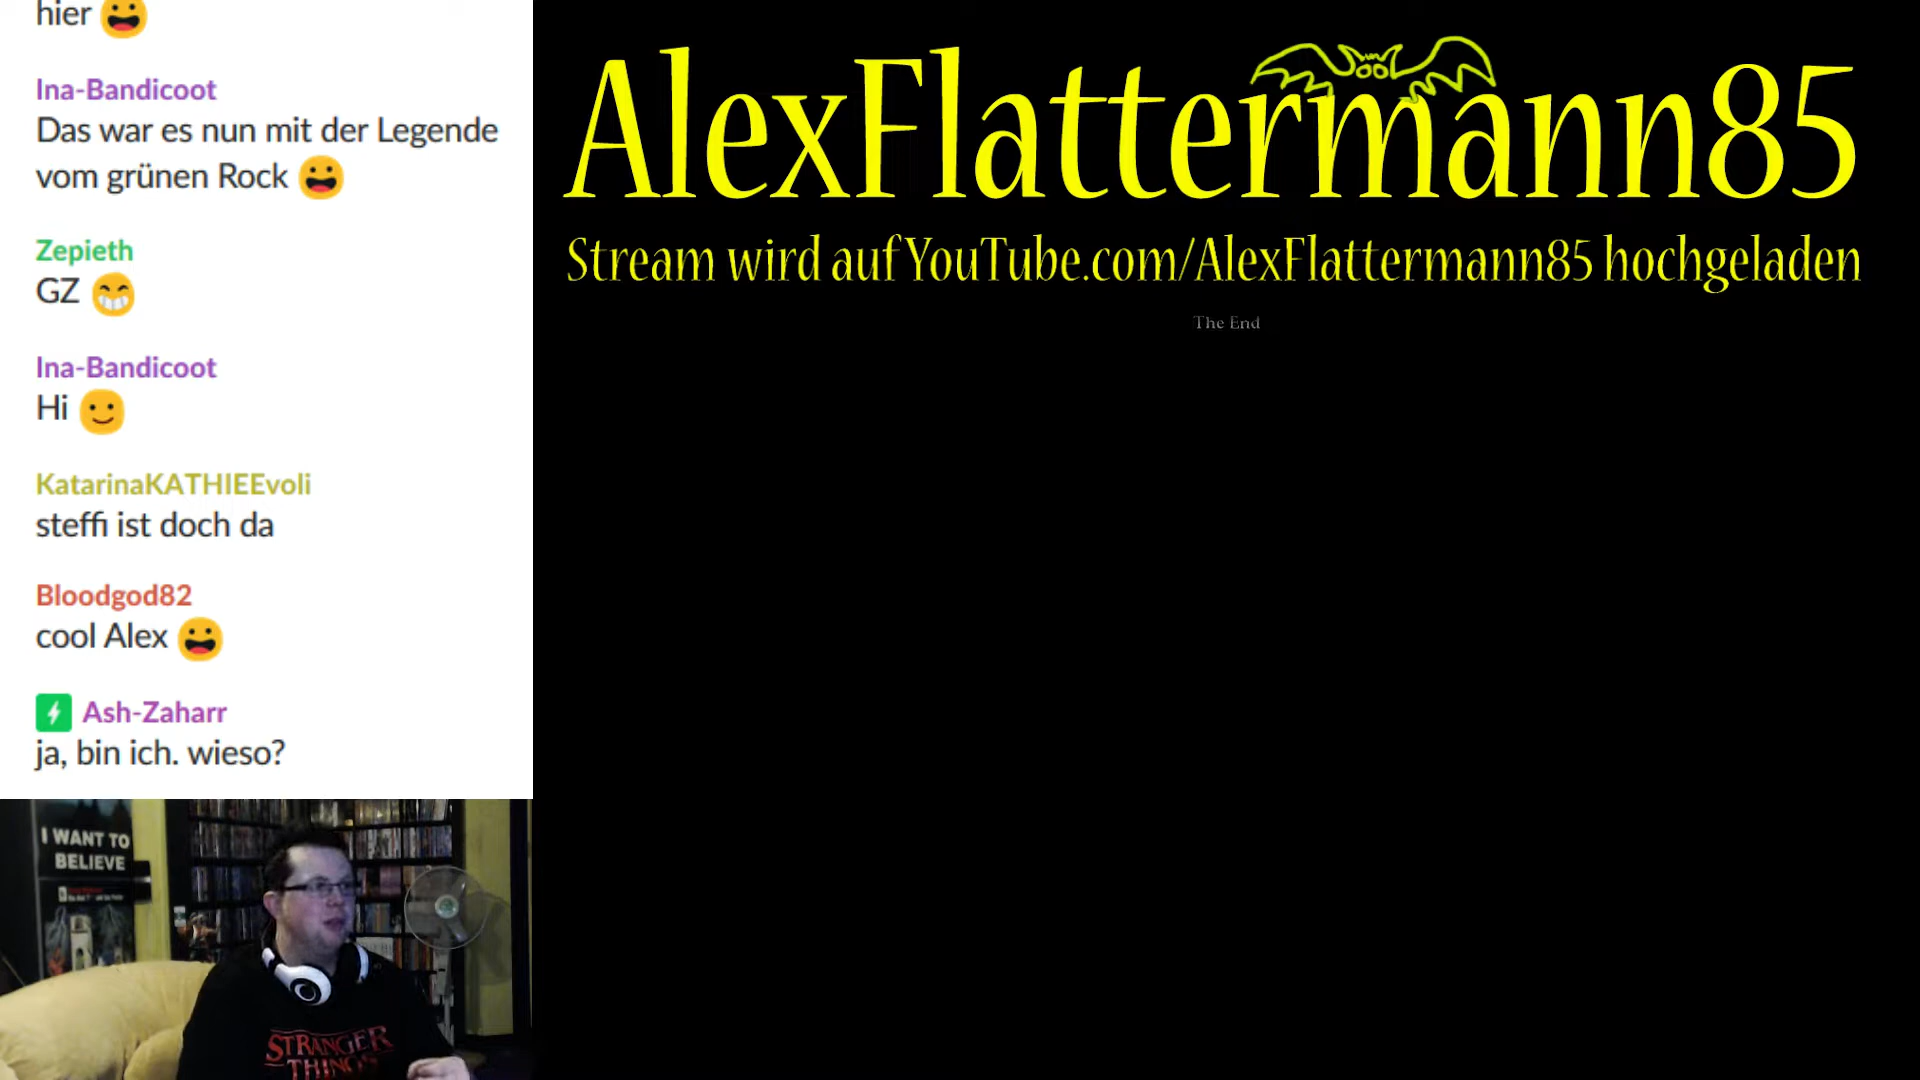 hier
Ina-Bandicoot
Das war es nun mit der Legende
vom grünen Rock
Zepieth
GZ
Ina-Bandicoot
Hi
KatarinaKATHIEEvoli
steffi ist doch da
Bloodgod82
cool Alex
Ash-Zaharr
ja, bin ich. wieso?
AlexFlattermann85
Stream wird auf YouTube.com/AlexFlattermann85 hochgeladen
The End
I WANT TO
BELIEVE
STRANGER
THINGS